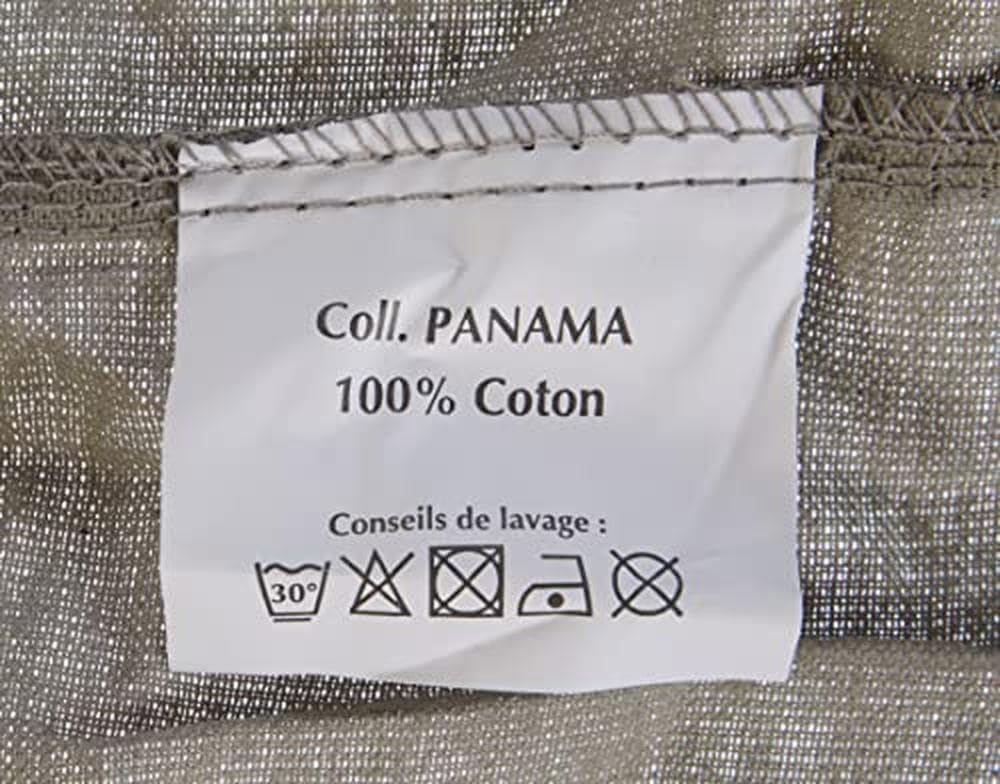 Coll. PANAMA
100% Coton
Conseils de lavage :
30°